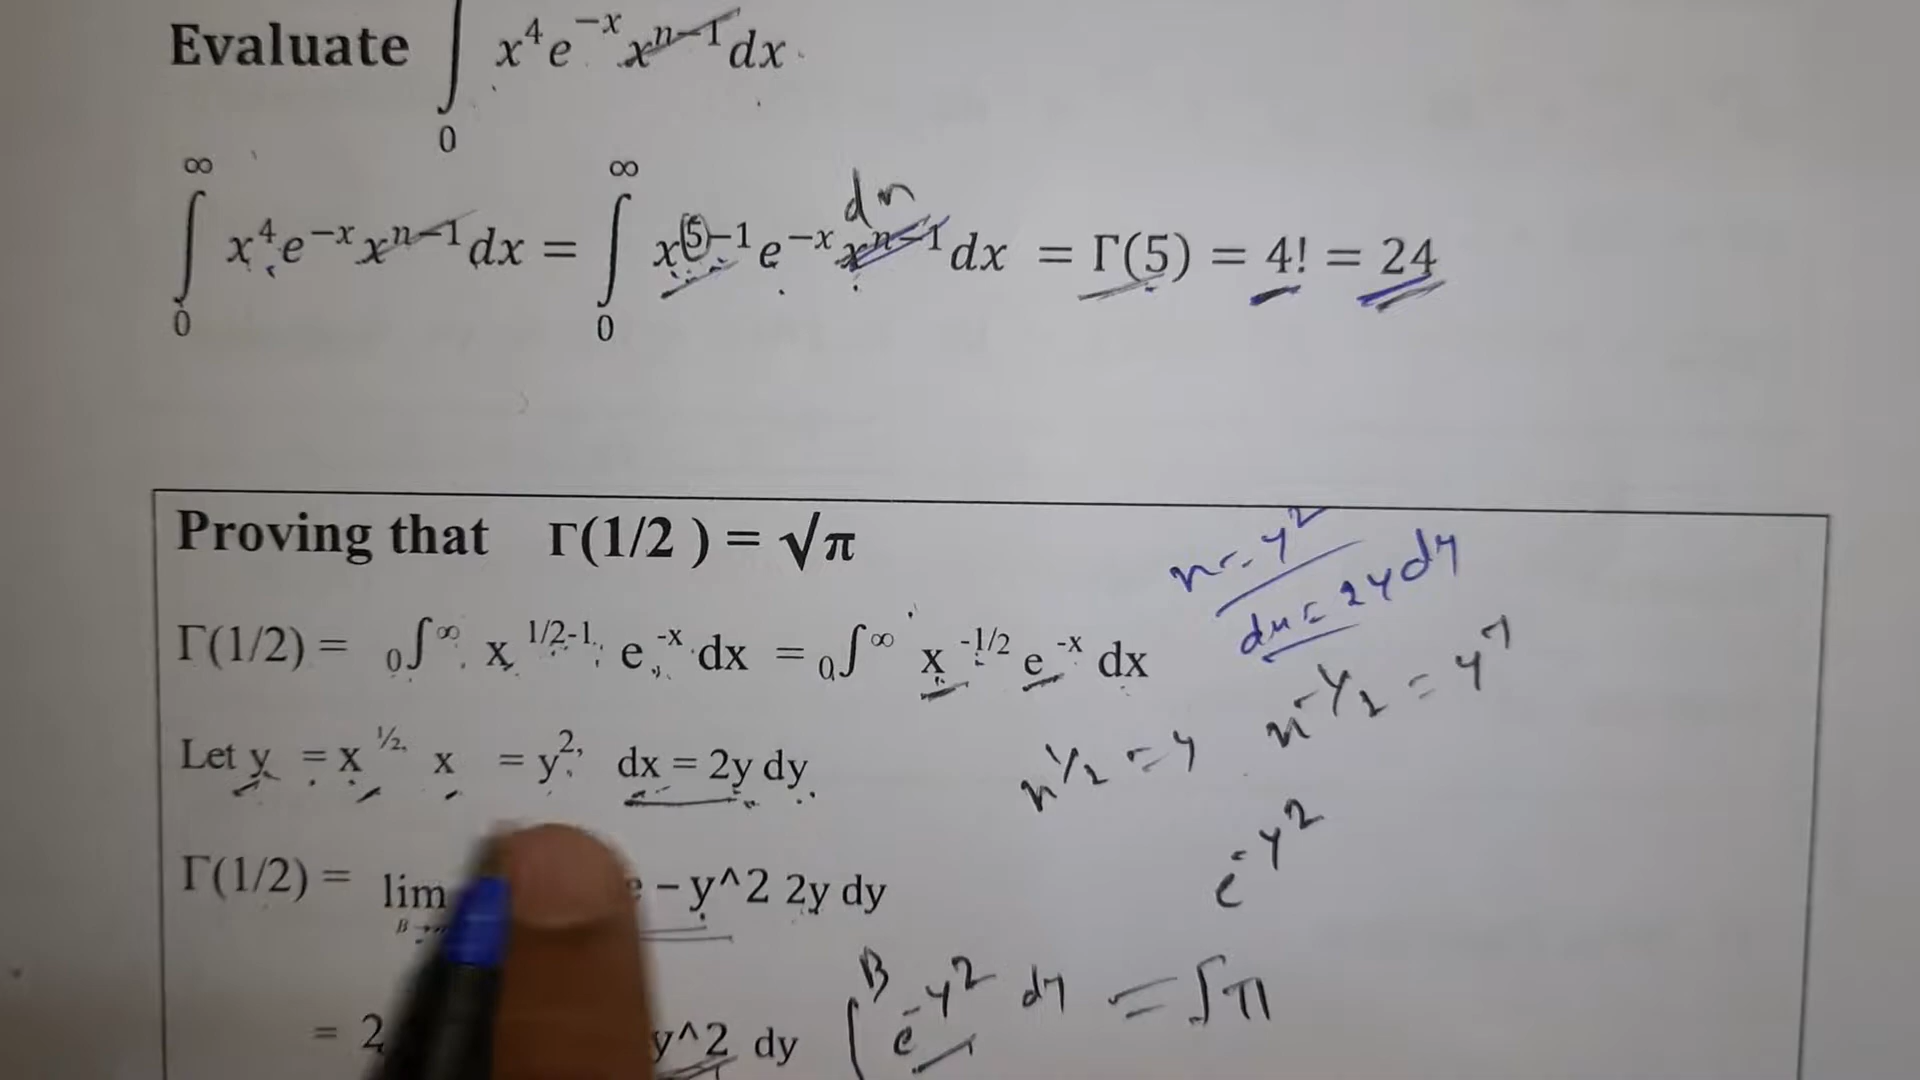 Evaluate ∫ 0 x⁴e⁻ˣxⁿ⁻¹dx
∞ ∫ 0 x⁴e⁻ˣxⁿ⁻¹dx = ∞ ∫ 0 x⁽⁵⁾⁻¹e⁻ˣxⁿ⁻¹dx = Γ(5) = 4! = 24
Proving that Γ(1/2 ) = √π
Γ(1/2) = ₀∫^∞ x^1/2-1 e^-x dx = ₀∫^∞ x^-1/2 e^-x dx
dx = 2y dy
Let y = x^½, x = y², dx = 2y dy
x^1/2 = y
e^-y²
Γ(1/2) = lim B→ e − y^2 2y dy
= 2 y^2 dy
∫ B e^-y² dy = √π